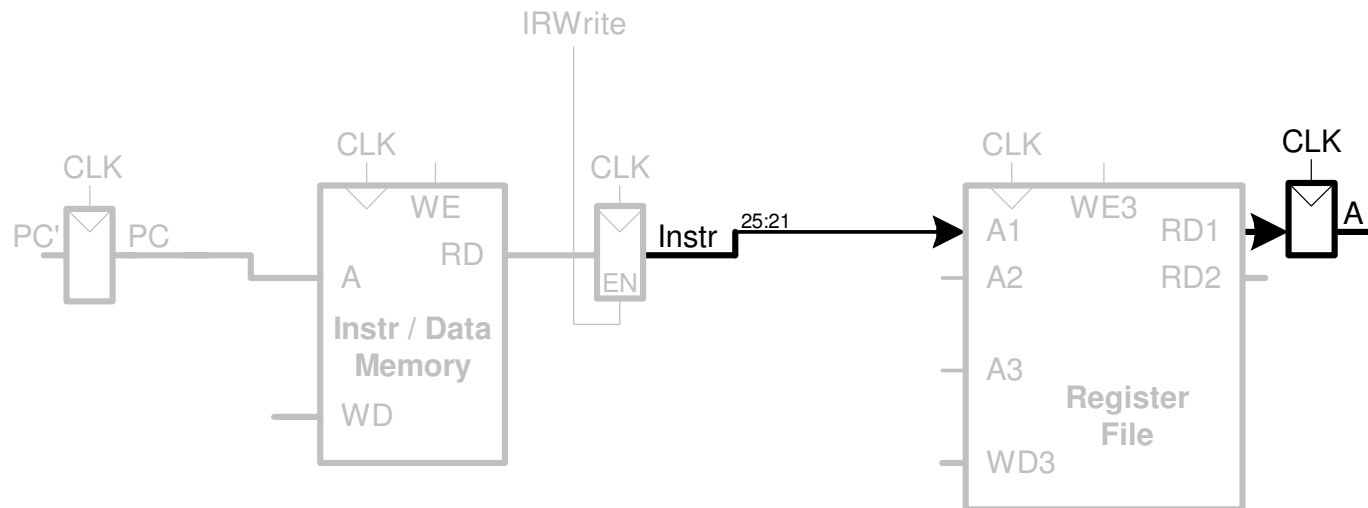 IRWrite
CLK
CLK
CLK
CLK
CLK
PC'
PC
WE
RD
A
Instr / Data
Memory
WD
EN
Instr
25:21
A1
WE3
RD1
A2
RD2
A3
Register
File
WD3
A